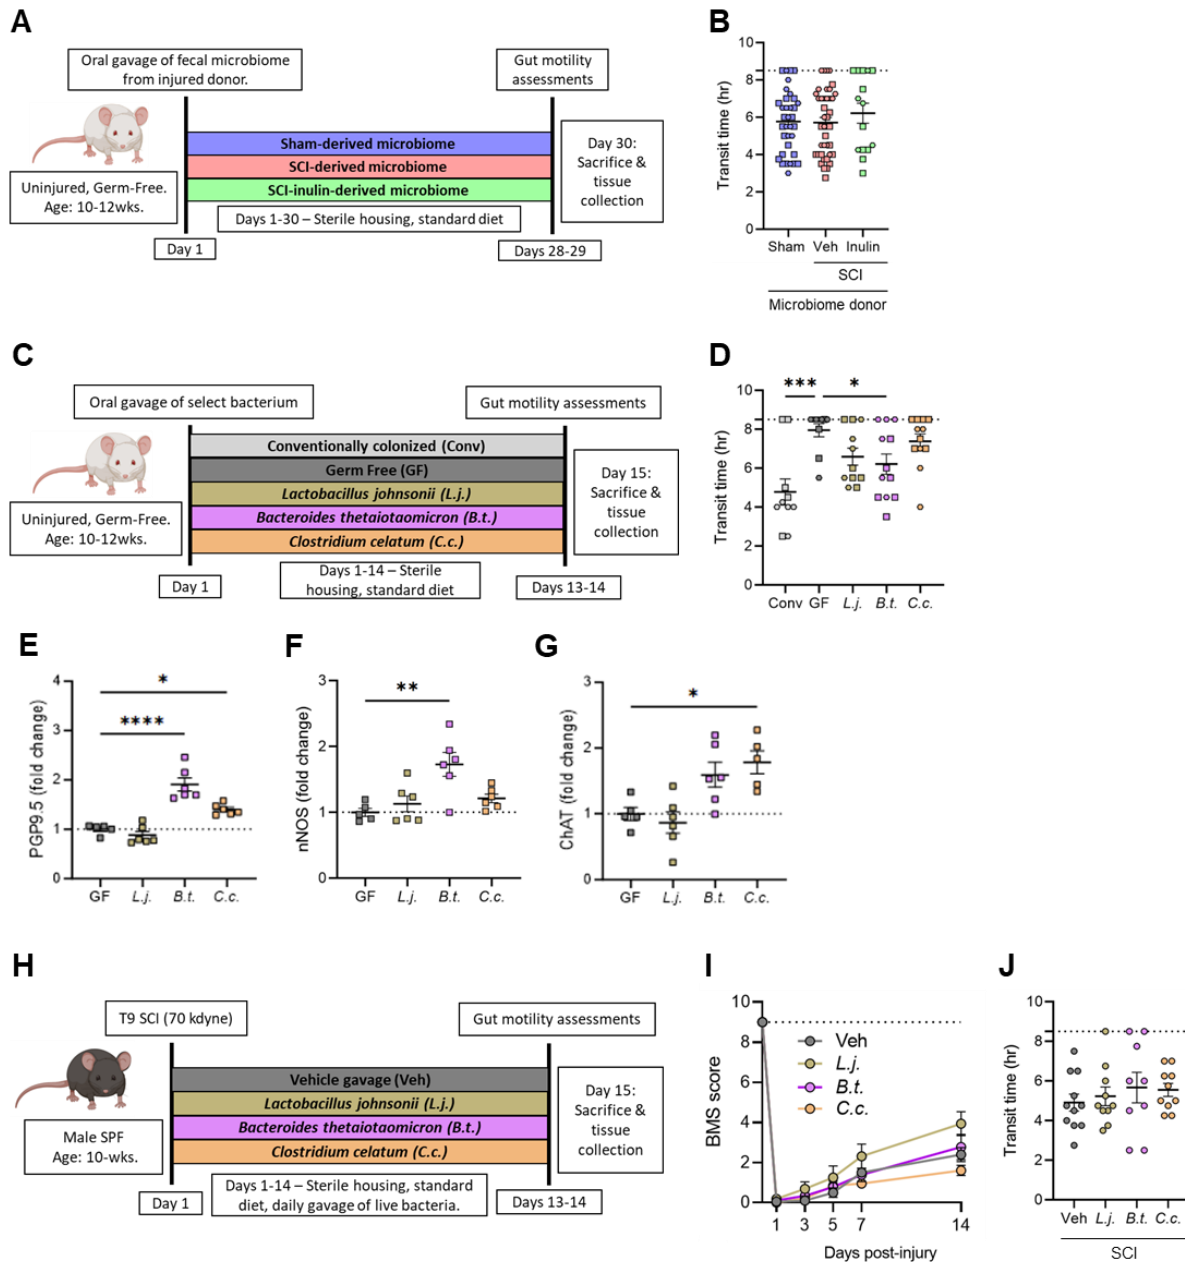 A
Oral gavage of fecal microbiome
from injured donor.
Gut motility
assessments
Sham-derived microbiome
SCI-derived microbiome
SCI-inulin-derived microbiome
Uninjured, Germ-Free.
Age: 10-12wks.
Days 1-30 – Sterile housing, standard diet
Day 1
Days 28-29
Day 30:
Sacrifice &
tissue
collection
B
Transit time (hr)
10
8
6
4
2
0
Sham Veh Inulin
SCI
Microbiome donor
C
Oral gavage of select bacterium
Gut motility assessments
Conventionally colonized (Conv)
Germ Free (GF)
Lactobacillus johnsonii (L.j.)
Bacteroides thetaiotaomicron (B.t.)
Clostridium celatum (C.c.)
Uninjured, Germ-Free.
Age: 10-12wks.
Day 1
Days 1-14 – Sterile
housing, standard diet
Days 13-14
Day 15:
Sacrifice &
tissue
collection
D
Transit time (hr)
10
8
6
4
2
0
*** *
Conv GF L.j. B.t. C.c.
E
PGP9.5 (fold change)
4
3
2
1
0
*
****
GF L.j. B.t. C.c.
F
nNOS (fold change)
3
2
1
0
**
GF L.j. B.t. C.c.
G
ChAT (fold change)
3
2
1
0
*
GF L.j. B.t. C.c.
H
T9 SCI (70 kdyne)
Gut motility assessments
Vehicle gavage (Veh)
Lactobacillus johnsonii (L.j.)
Bacteroides thetaiotaomicron (B.t.)
Clostridium celatum (C.c.)
Male SPF
Age: 10-wks.
Day 1
Days 1-14 – Sterile housing, standard
diet, daily gavage of live bacteria.
Days 13-14
Day 15:
Sacrifice &
tissue
collection
I
BMS score
10
8
6
4
2
0
Veh
L.j.
B.t.
C.c.
1 3 5 7 14
Days post-injury
J
Transit time (hr)
10
8
6
4
2
0
Veh L.j. B.t. C.c.
SCI